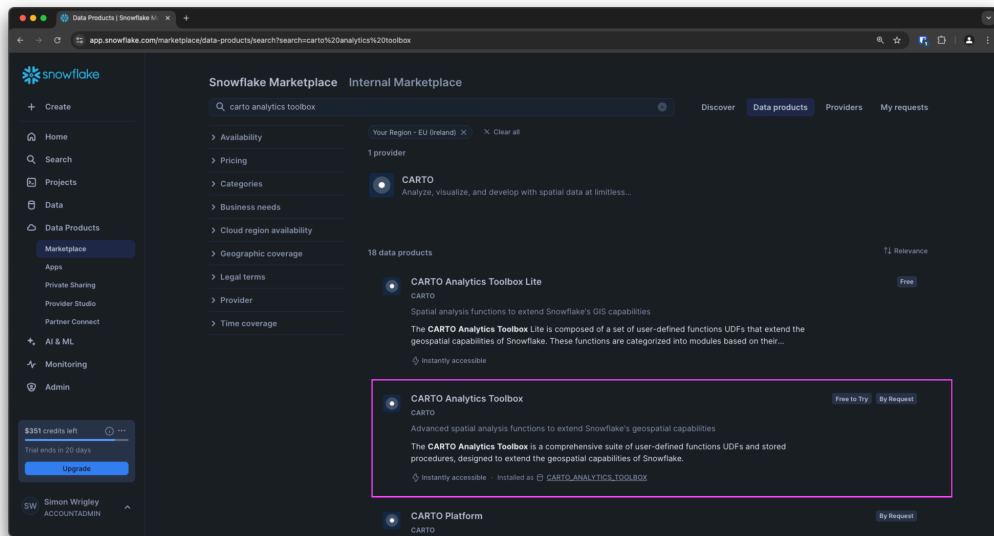 Data Products | Snowflake M
app.snowflake.com/marketplace/data-products/search?search=carto%20analytics%20toolbox
snowflake
Create
Home
Search
Projects
Data
Data Products
Marketplace
Apps
Private Sharing
Provider Studio
Partner Connect
AI & ML
Monitoring
Admin
$351 credits left
Trial ends in 20 days
Upgrade
SW
Simon Wrigley
ACCOUNTADMIN
Snowflake Marketplace Internal Marketplace
carto analytics toolbox
Discover Data products Providers My requests
Availability
Pricing
Categories
Business needs
Cloud region availability
Geographic coverage
Legal terms
Provider
Time coverage
Your Region - EU (Ireland) Clear all
1 provider
CARTO
Analyze, visualize, and develop with spatial data at limitless...
18 data products
Relevance
CARTO Analytics Toolbox Lite
Free
CARTO
Spatial analysis functions to extend Snowflake's GIS capabilities
The CARTO Analytics Toolbox Lite is composed of a set of user-defined functions UDFs that extend the
geospatial capabilities of Snowflake. These functions are categorized into modules based on their...
Instantly accessible
CARTO Analytics Toolbox
Free to Try By Request
CARTO
Advanced spatial analysis functions to extend Snowflake's geospatial capabilities
The CARTO Analytics Toolbox is a comprehensive suite of user-defined functions UDFs and stored
procedures, designed to extend the geospatial capabilities of Snowflake.
Instantly accessible · Installed as CARTO_ANALYTICS_TOOLBOX
CARTO Platform
By Request
CARTO